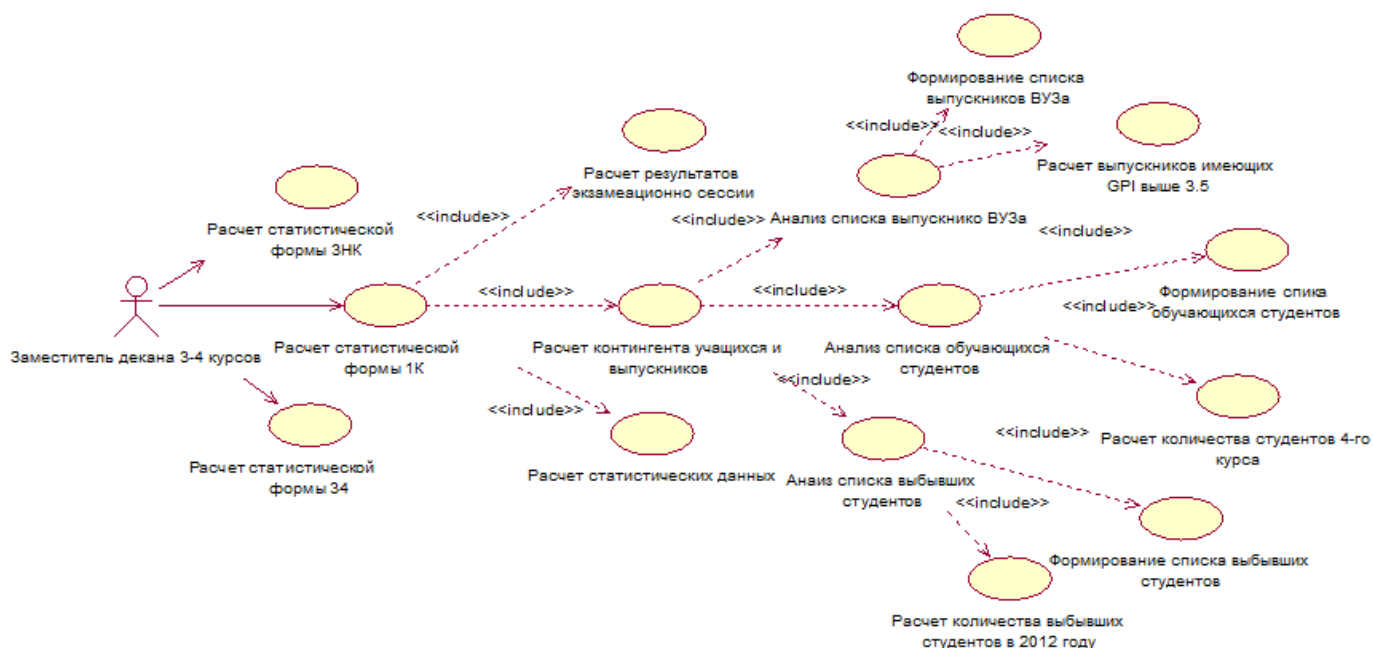 Формирование списка
выпускников ВУЗа
<<include>>
<<include>>
Расчет выпускников имеющих
GPI выше 3.5
Расчет результатов
экзамеационно сессии
<<include>>
<<include>>
Анализ списка выпускнико ВУЗа
Расчет статистической
формы 3НК
<<include>>
Формирование спика
обучающихся студентов
<<include>>
<<include>>
<<include>>
<<include>>
Заместитель декана 3-4 курсов
Расчет статистической
формы 1К
Расчет контингента учащихся и
выпускников
Анализ списка обучающихся
студентов
<<include>>
<<include>>
<<include>>
Расчет количества студентов 4-го
курса
Расчет статистической
формы 34
Расчет статистических данных
Анаиз списка выбывших
студентов
<<include>>
Формирование списка выбывших
студентов
Расчет количества выбывших
студентов в 2012 году